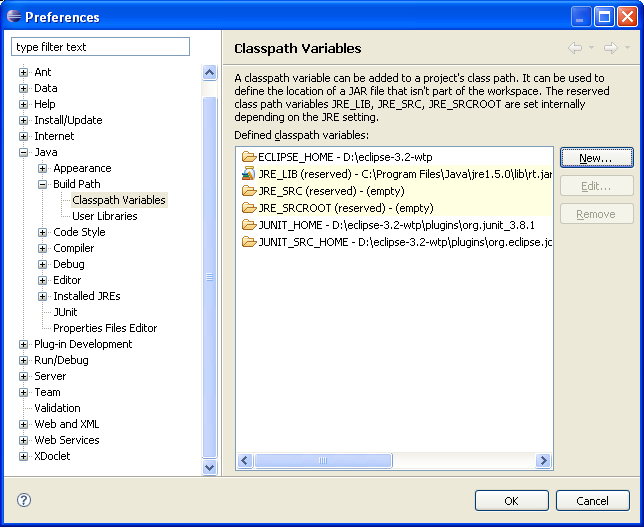 Preferences
type filter text
Ant
Data
Help
Install/Update
Internet
Java
Appearance
Build Path
Classpath Variables
User Libraries
Code Style
Compiler
Debug
Editor
Installed JREs
JUnit
Properties Files Editor
Plug-in Development
Run/Debug
Server
Team
Validation
Web and XML
Web Services
XDoclet
Classpath Variables
A classpath variable can be added to a project's class path. It can be used to
define the location of a JAR file that isn't part of the workspace. The reserved
class path variables JRE_LIB, JRE_SRC, JRE_SRCROOT are set internally
depending on the JRE setting.
Defined classpath variables:
ECLIPSE_HOME - D:\eclipse-3.2-wtp
JRE_LIB (reserved) - C:\Program Files\Java\jre1.5.0\lib\rt.jar
JRE_SRC (reserved) - (empty)
JRE_SRCROOT (reserved) - (empty)
JUNIT_HOME - D:\eclipse-3.2-wtp\plugins\org.junit_3.8.1
JUNIT_SRC_HOME - D:\eclipse-3.2-wtp\plugins\org.eclipse.jc
New...
Edit...
Remove
?
OK
Cancel